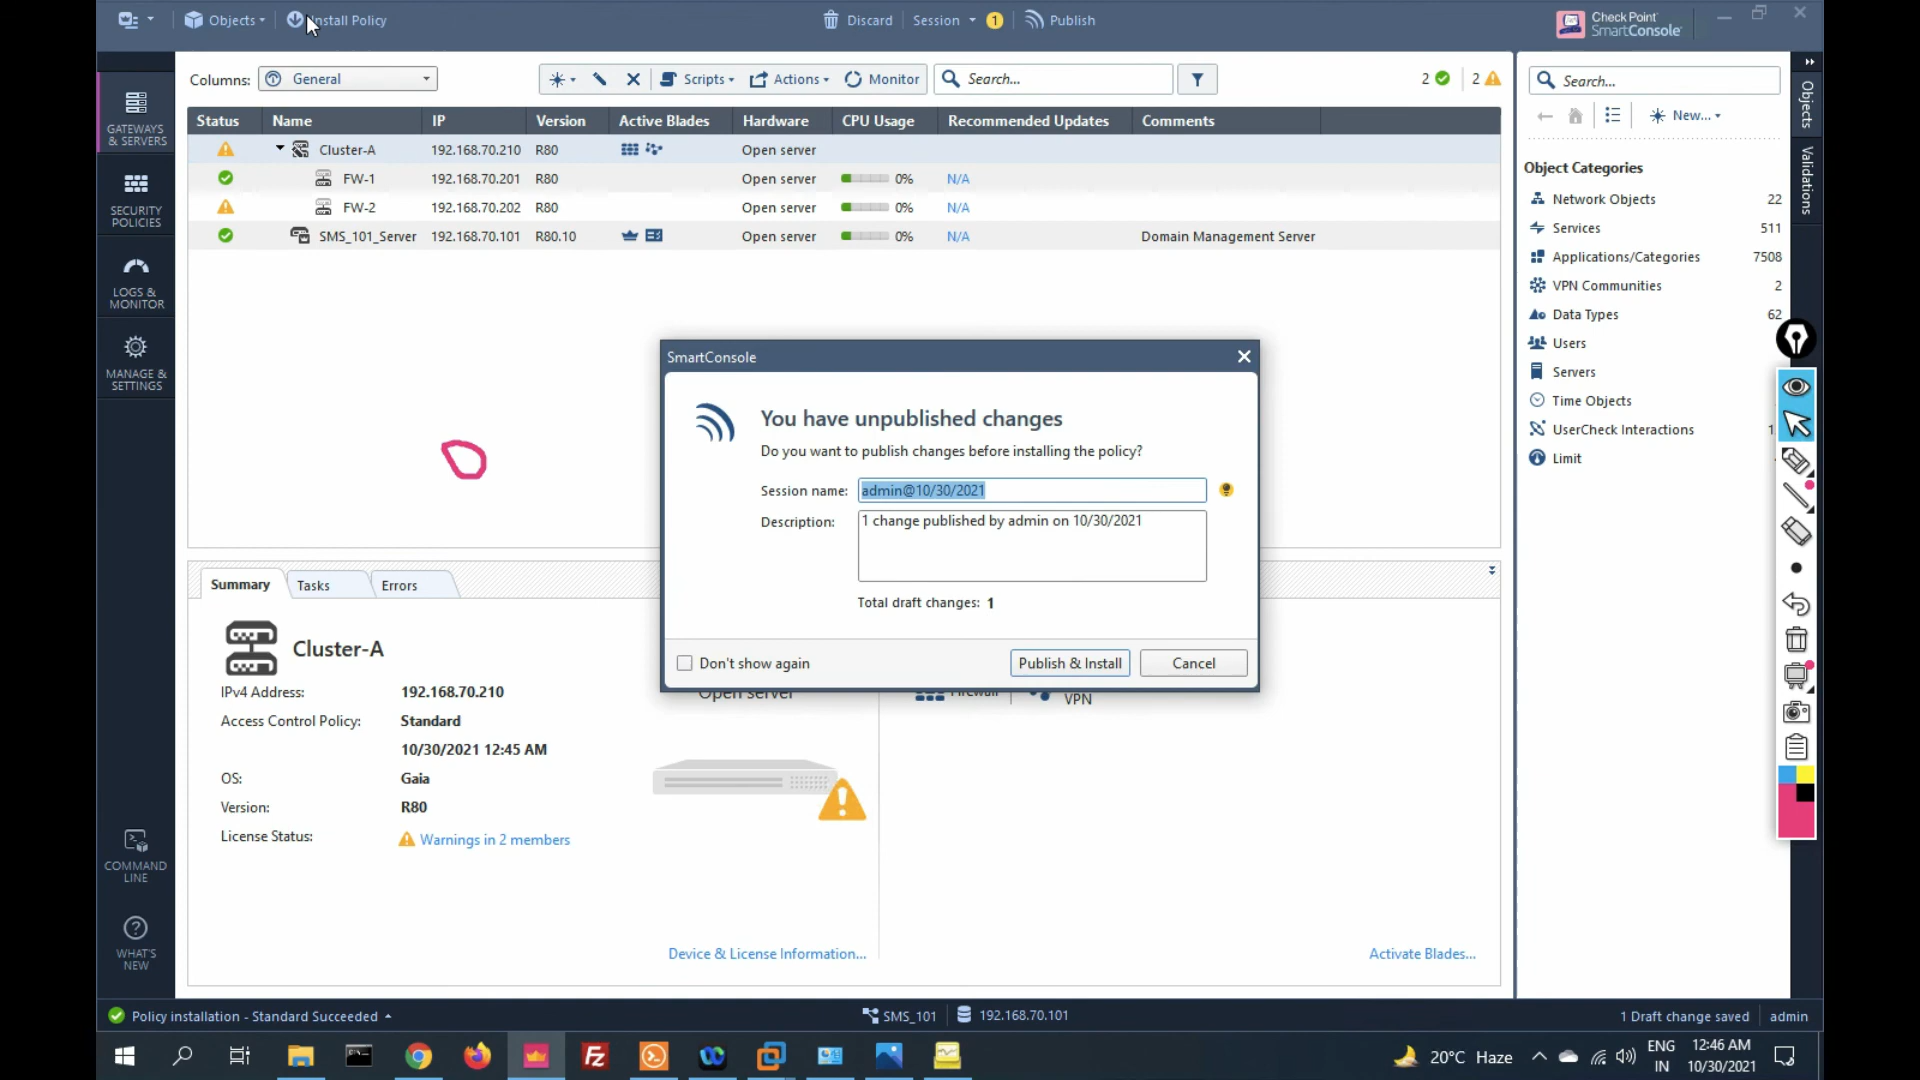 Objects
Install Policy
Discard
Session
1
Publish
Check Point
SmartConsole
GATEWAYS
& SERVERS
SECURITY
POLICIES
LOGS &
MONITOR
MANAGE &
SETTINGS
COMMAND
LINE
WHAT'S
NEW
Columns:
General
Scripts
Actions
Monitor
Search...
2
2
Status Name IP Version Active Blades Hardware CPU Usage Recommended Updates Comments
Cluster-A 192.168.70.210 R80 Open server
FW-1 192.168.70.201 R80 Open server 0% N/A
FW-2 192.168.70.202 R80 Open server 0% N/A
SMS_101_Server 192.168.70.101 R80.10 Open server 0% N/A Domain Management Server
SmartConsole
You have unpublished changes
Do you want to publish changes before installing the policy?
Session name: admin@10/30/2021
Description: 1 change published by admin on 10/30/2021
Total draft changes: 1
Don't show again
Publish & Install
Cancel
Summary
Tasks
Errors
Cluster-A
IPv4 Address: 192.168.70.210
Access Control Policy: Standard
10/30/2021 12:45 AM
OS: Gaia
Version: R80
License Status: Warnings in 2 members
Open server
Firewall
VPN
Device & License Information...
Activate Blades...
Search...
New...
Object Categories
Network Objects 22
Services 511
Applications/Categories 7508
VPN Communities 2
Data Types 62
Users
Servers
Time Objects
UserCheck Interactions
Limit
Objects
Validations
Policy installation - Standard Succeeded
SMS_101
192.168.70.101
1 Draft change saved
admin
20°C Haze
ENG
IN
12:46 AM
10/30/2021